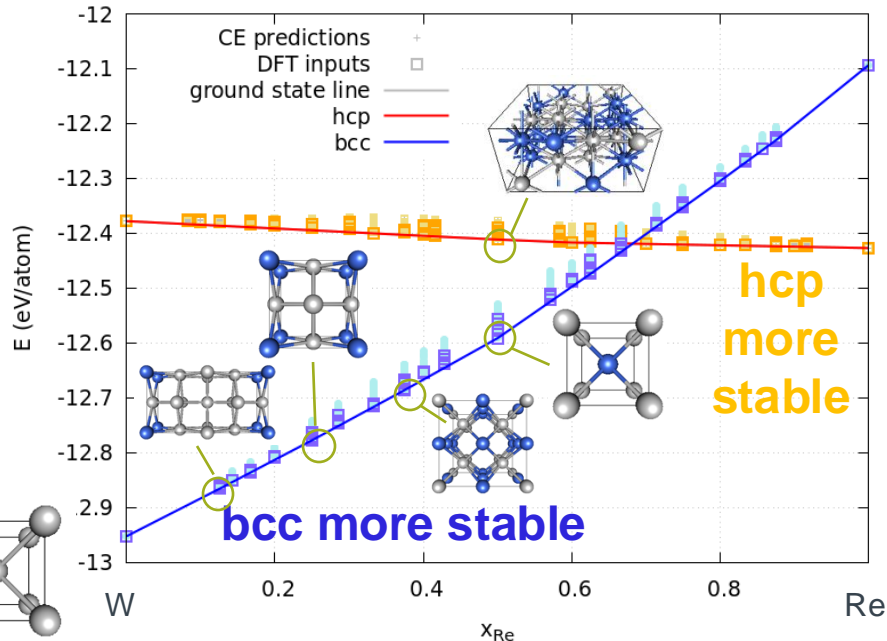 -12
-12.1
-12.2
-12.3
-12.4
-12.5
-12.6
-12.7
-12.8
-12.9
-13
E (eV/atom)
CE predictions
DFT inputs
ground state line
hcp
bcc
hcp
more
stable
bcc more stable
W
0.2
0.4
0.6
0.8
Re
xRe